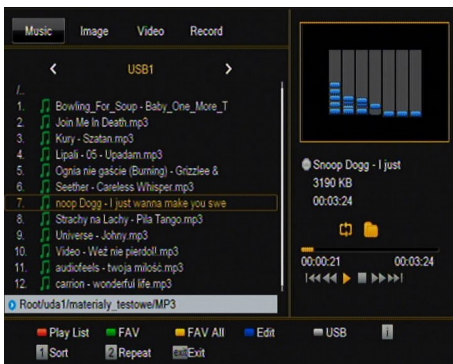 Music Image Video Record
USB1
/..
1. Bowling_For_Soup - Baby_One_More_T
2. Join Me In Death.mp3
3. Kury - Szatan.mp3
4. Lipali - 05 - Upadam.mp3
5. Ognia nie gaście (Burning) - Grizzlee &
6. Seether - Careless Whisper.mp3
7. noop Dogg - I just wanna make you swe
8. Strachy na Lachy - Pila Tango.mp3
9. Universe - Johny.mp3
10. Video - Weź nie pierdol!.mp3
11. audiofeels - twoja milość.mp3
12. carrion - wonderful life.mp3
Root/uda1/materialy_testowe/MP3
Snoop Dogg - I just
3190 KB
00:03:24
00:00:21 00:03:24
Play List FAV FAV All Edit USB i
1 Sort 2 Repeat exit Exit